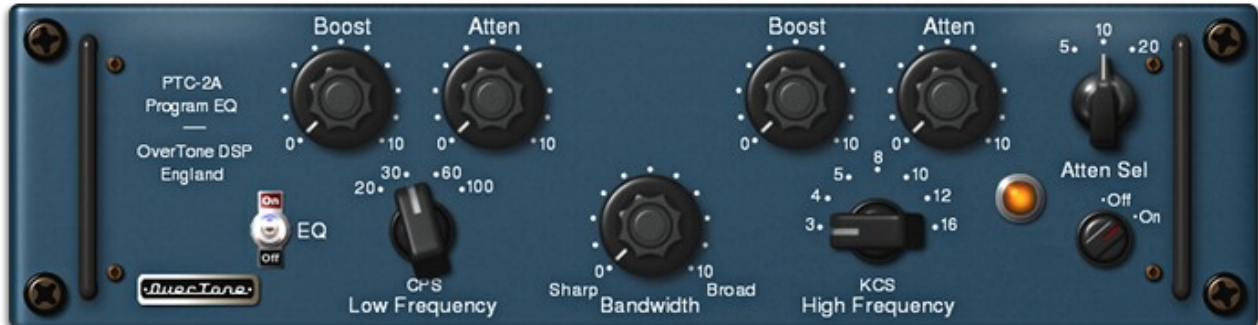 Boost
Atten
Boost
Atten
5 10 20
PTC-2A
Program EQ
OverTone DSP
England
0 10
0 10
0 10
0 10
Atten Sel
20 30 60 100
3 4 5 8 10 12 16
Off
On
On
EQ
Off
OverTone
CPS
Low Frequency
0 10
Sharp
Broad
Bandwidth
KCS
High Frequency